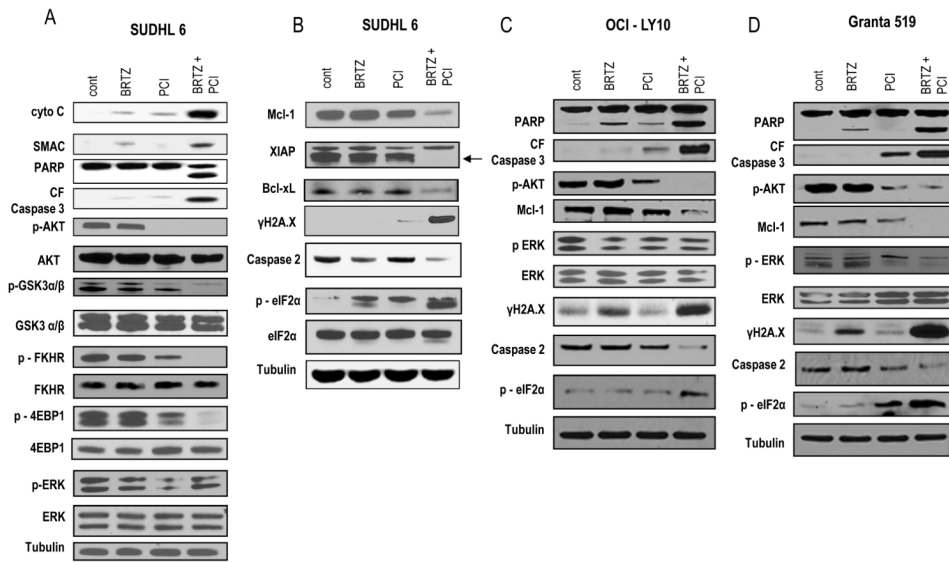 A
SUDHL 6
cont
BRTZ
PCI
BRTZ +
PCI
cyto C
SMAC
PARP
CF
Caspase 3
p-AKT
AKT
p-GSK3α/β
GSK3 α/β
p - FKHR
FKHR
p - 4EBP1
4EBP1
p-ERK
ERK
Tubulin
B
SUDHL 6
cont
BRTZ
PCI
BRTZ +
PCI
Mcl-1
XIAP
Bcl-xL
γH2A.X
Caspase 2
p - eIF2α
eIF2α
Tubulin
C
OCI - LY10
cont
BRTZ
PCI
BRTZ +
PCI
PARP
CF
Caspase 3
p-AKT
Mcl-1
p ERK
ERK
γH2A.X
Caspase 2
p - eIF2α
Tubulin
D
Granta 519
cont
BRTZ
PCI
BRTZ +
PCI
PARP
CF
Caspase 3
p-AKT
Mcl-1
p - ERK
ERK
γH2A.X
Caspase 2
p - eIF2α
Tubulin